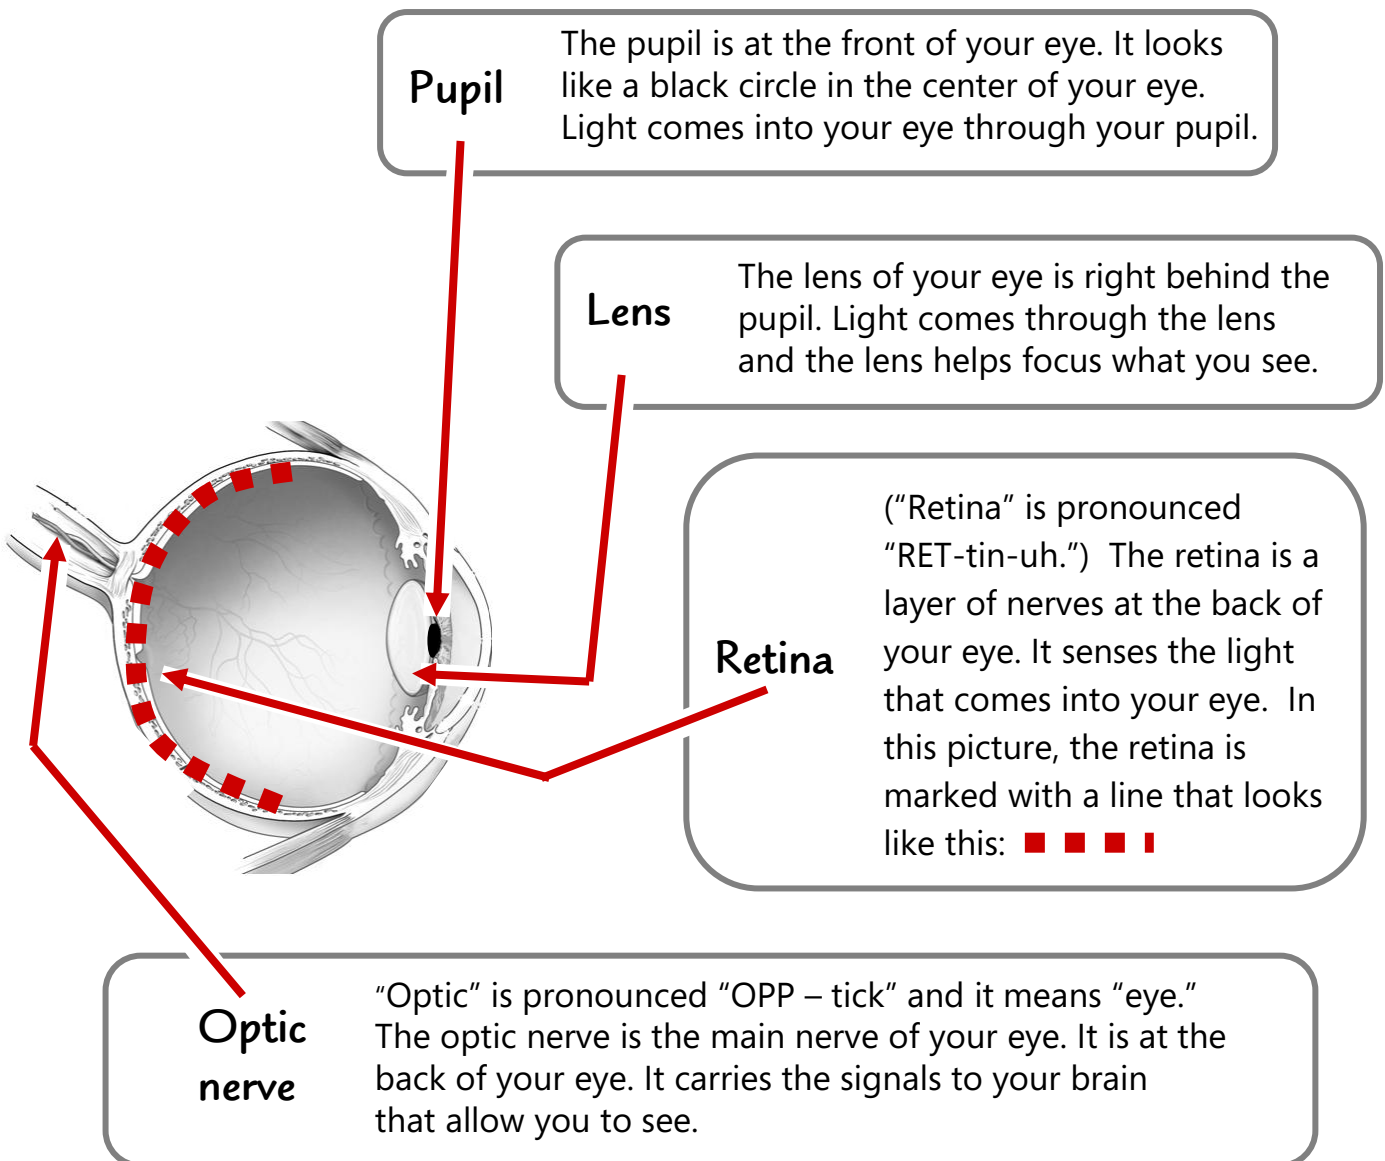 Pupil
The pupil is at the front of your eye. It looks
like a black circle in the center of your eye.
Light comes into your eye through your pupil.
Lens
The lens of your eye is right behind the
pupil. Light comes through the lens
and the lens helps focus what you see.
Retina
(“Retina” is pronounced
“RET-tin-uh.”)  The retina is a
layer of nerves at the back of
your eye. It senses the light
that comes into your eye.  In
this picture, the retina is
marked with a line that looks
like this:
Optic
nerve
“Optic” is pronounced “OPP – tick” and it means “eye.”
The optic nerve is the main nerve of your eye. It is at the
back of your eye. It carries the signals to your brain
that allow you to see.